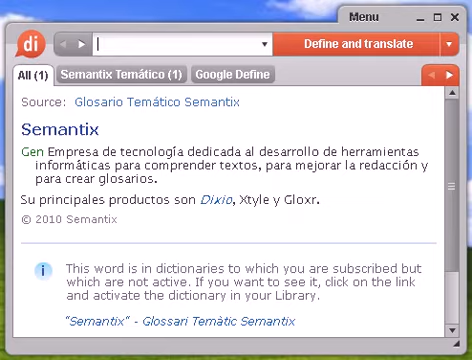 Menu
di
Define and translate
All (1)
Semantix Temático (1)
Google Define
Source: Glosario Temático Semantix
Semantix
Gen Empresa de tecnología dedicada al desarrollo de herramientas
informáticas para comprender textos, para mejorar la redacción y
para crear glosarios.
Su principales productos son Dixio, Xtyle y Gloxr.
© 2010 Semantix
i
This word is in dictionaries to which you are subscribed but
which are not active. If you want to see it, click on the link
and activate the dictionary in your Library.
"Semantix" - Glossari Temàtic Semantix